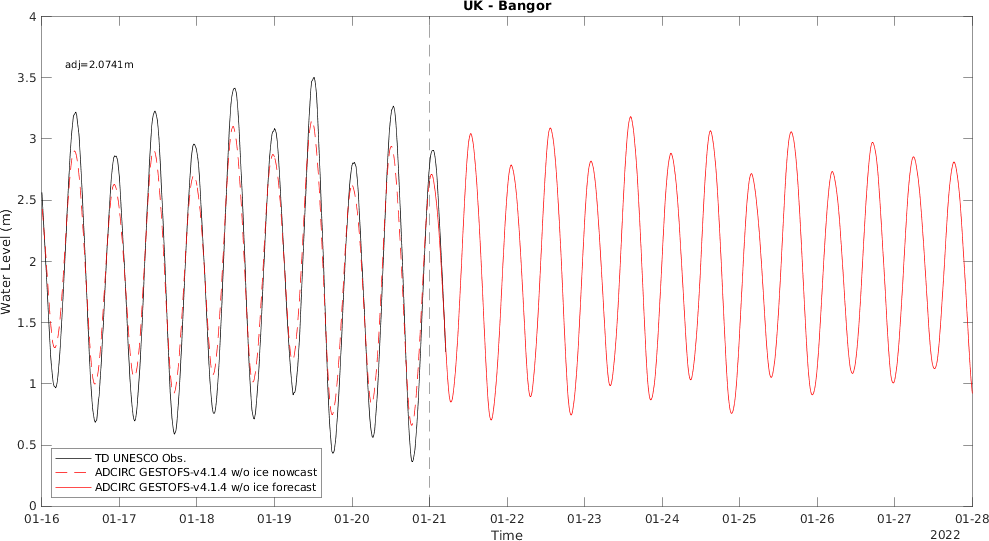 UK - Bangor
4
adj=2.0741m
3.5
3
2.5
2
1.5
1
0.5
0
Water Level (m)
TD UNESCO Obs.
ADCIRC GESTOFS-v4.1.4 w/o ice nowcast
ADCIRC GESTOFS-v4.1.4 w/o ice forecast
01-16 01-17 01-18 01-19 01-20 01-21 01-22 01-23 01-24 01-25 01-26 01-27 01-28
Time
2022